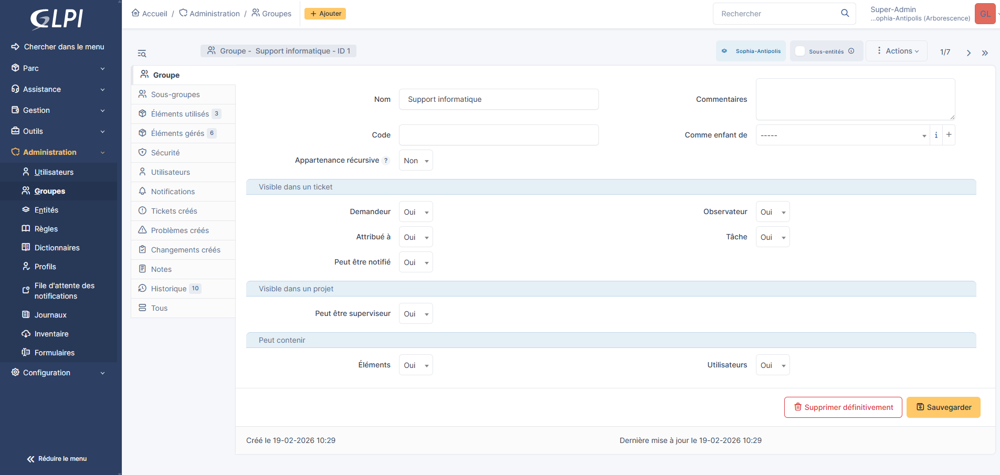 GLPI
Chercher dans le menu
Parc
Assistance
Gestion
Outils
Administration
Utilisateurs
Groupes
Entités
Règles
Dictionnaires
Profils
File d'attente des
notifications
Journaux
Inventaire
Formulaires
Configuration
Réduire le menu
Accueil / Administration / Groupes
+ Ajouter
Rechercher
Super-Admin
...ophia-Antipolis (Arborescence)
GL
Groupe - Support informatique - ID 1
Sophia-Antipolis
Sous-entités
Actions
1/7
Groupe
Sous-groupes
Éléments utilisés 3
Éléments gérés 6
Sécurité
Utilisateurs
Notifications
Tickets créés
Problèmes créés
Changements créés
Notes
Historique 10
Tous
Nom Support informatique
Commentaires
Code
Comme enfant de ----- i +
Appartenance récursive ? Non
Visible dans un ticket
Demandeur Oui
Observateur Oui
Attribué à Oui
Tâche Oui
Peut être notifié Oui
Visible dans un projet
Peut être superviseur Oui
Peut contenir
Éléments Oui
Utilisateurs Oui
Supprimer définitivement
Sauvegarder
Créé le 19-02-2026 10:29
Dernière mise à jour le 19-02-2026 10:29